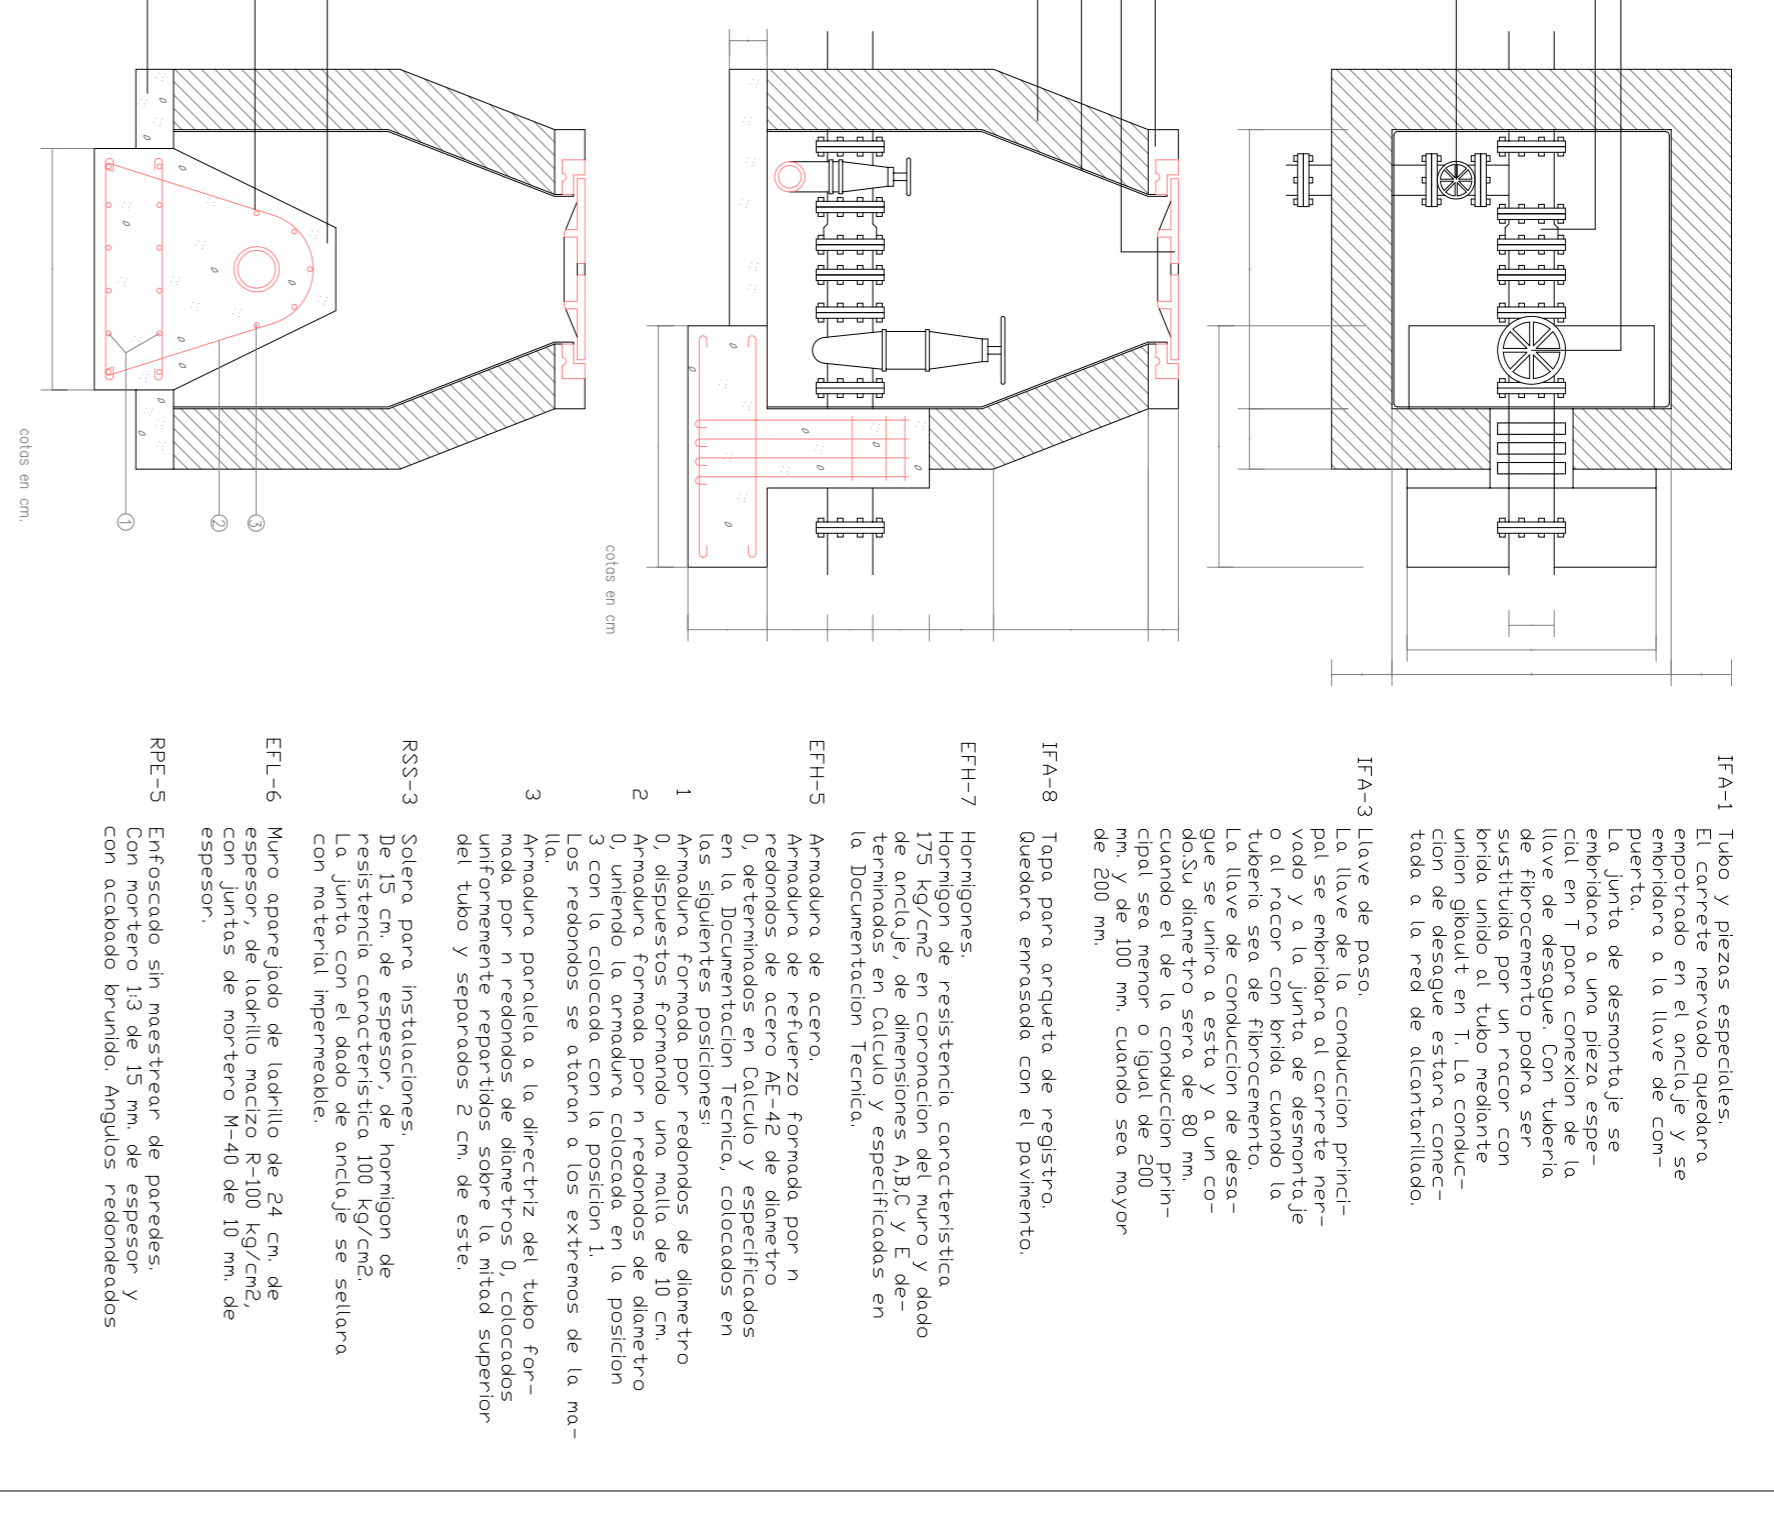 IFA-1 Tubo y piezas especiales.
El carrete nervado quedara
empotrado en el anclaje y se
embridara a la llave de com-
puerta.
La junta de desmontaje se
embridara a una pieza espe-
cial en T para conexion de la
llave de desague. Con tuberia
de fibrocemento podra ser
sustituida por un racor con
brida unido al tubo mediante
union gibault en T. La conduc-
cion de desague estara conec-
tada a la red de alcantarillado.
IFA-3 Llave de paso.
La llave de la conduccion princi-
pal se embridara al carrete ner-
vado y a la junta de desmontaje
o al racor con brida cuando la
tuberia sea de fibrocemento.
La llave de conduccion de desa-
gue se unira a esta y a un co-
do.Su diametro sera de 80 mm.
cuando el de la conduccion prin-
cipal sea menor o igual de 200
mm. y de 100 mm. cuando sea mayor
de 200 mm.
IFA-8 Tapa para arqueta de registro.
Quedara enrasada con el pavimento.
EFH-7 Hormigones.
Hormigon de resistencia caracteristica
175 kg/cm2 en coronacion del muro y dado
de anclaje, de dimensiones A,B,C y E de-
terminadas en Calculo y especificadas en
la Documentacion Tecnica.
EFH-5 Armadura de acero.
Armadura de refuerzo formada por n
redondos de acero AE-42 de diametro
0, determinados en Calculo y especificados
en la Documentacion Tecnica, colocados en
las siguientes posiciones:
1 Armadura formada por redondos de diametro
0, dispuestos formando una malla de 10 cm.
2 Armadura formada por n redondos de diametro
0, uniendo la armadura colocada en la posicion
3 con la colocada con la posicion 1.
Los redondos se ataran a los extremos de la ma-
lla.
3 Armadura paralela a la directriz del tubo for-
mada por n redondos de diametros 0, colocados
uniformemente repartidos sobre la mitad superior
del tubo y separados 2 cm. de este.
RSS-3 Solera para instalaciones.
De 15 cm. de espesor, de hormigon de
resistencia caracteristica 100 kg/cm2.
La junta con el dado de anclaje se sellara
con material impermeable.
EFL-6 Muro aparejado de ladrillo de 24 cm. de
espesor, de ladrillo macizo R-100 kg/cm2,
con juntas de mortero M-40 de 10 mm. de
espesor.
RPE-5 Enfoscado sin maestrear de paredes.
Con mortero 1:3 de 15 mm. de espesor y
con acabado brunido. Angulos redondeados
cotas en cm
3
2
1
cotas en cm.